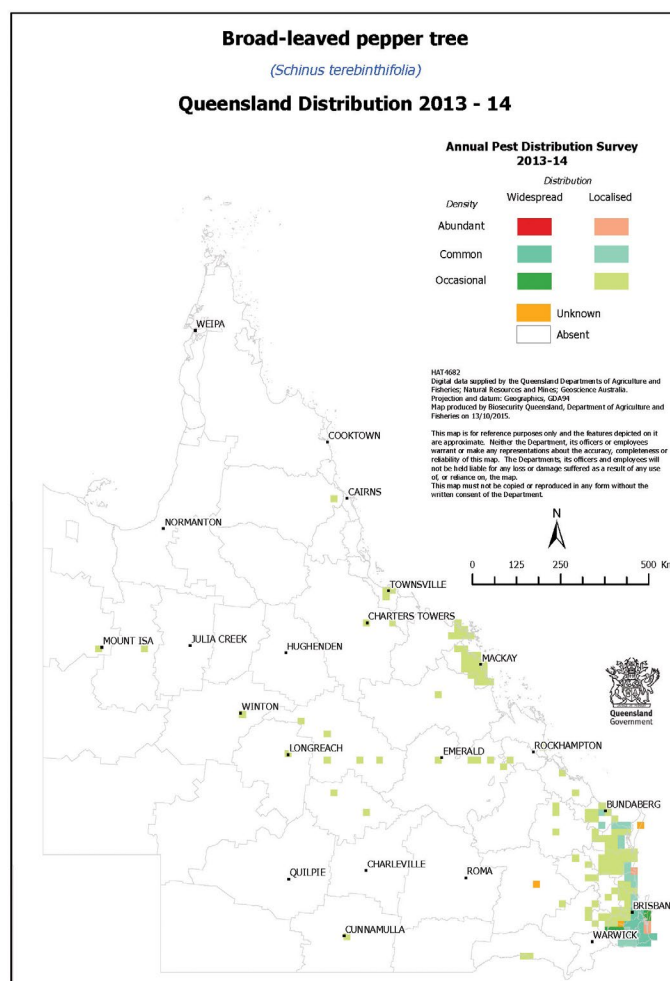 Broad-leaved pepper tree
(Schinus terebinthifolia)
Queensland Distribution 2013 - 14
Annual Pest Distribution Survey
2013-14
Distribution
Density Widespread Localised
Abundant
Common
Occasional
Unknown
Absent
HAT4682
Digital data supplied by the Queensland Departments of Agriculture and
Fisheries; Natural Resources and Mines; Geoscience Australia.
Projection and datum: Geographics, GDA94
Map produced by Biosecurity Queensland, Department of Agriculture and
Fisheries on 13/10/2015.
This map is for reference purposes only and the features depicted on it
are approximate. Neither the Department, its officers or employees
warrant or make any representations about the accuracy, completeness or
reliability of this map. The Departments, its officers and employees will
not be held liable for any loss or damage suffered as a result of any use
of, or reliance on, the map.
This map must not be copied or reproduced in any form without the
written consent of the Department.
N
0 125 250 500 Km
WEIPA
COOKTOWN
CAIRNS
NORMANTON
TOWNSVILLE
CHARTERS TOWERS
MOUNT ISA
JULIA CREEK
HUGHENDEN
MACKAY
Queensland
Government
WINTON
LONGREACH
EMERALD
ROCKHAMPTON
BUNDABERG
QUILPIE
CHARLEVILLE
ROMA
BRISBAN
CUNNAMULLA
WARWICK